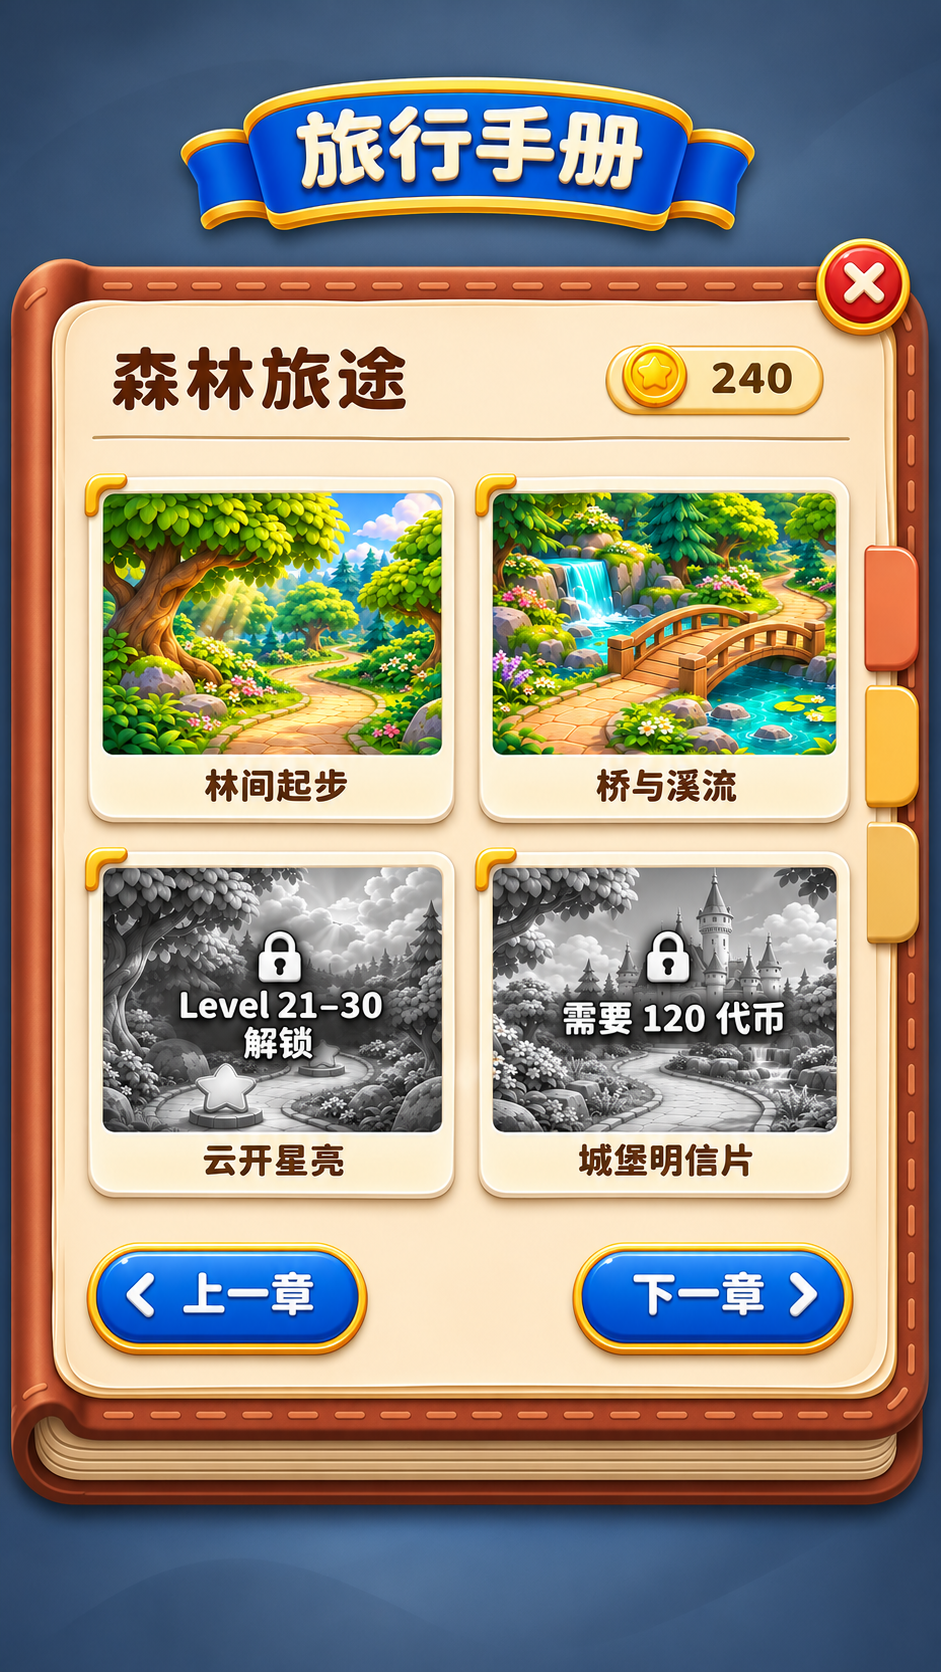 旅行手册
森林旅途
240
林间起步
桥与溪流
Level 21–30
解锁
需要 120 代币
云开星亮
城堡明信片
上一章
下一章